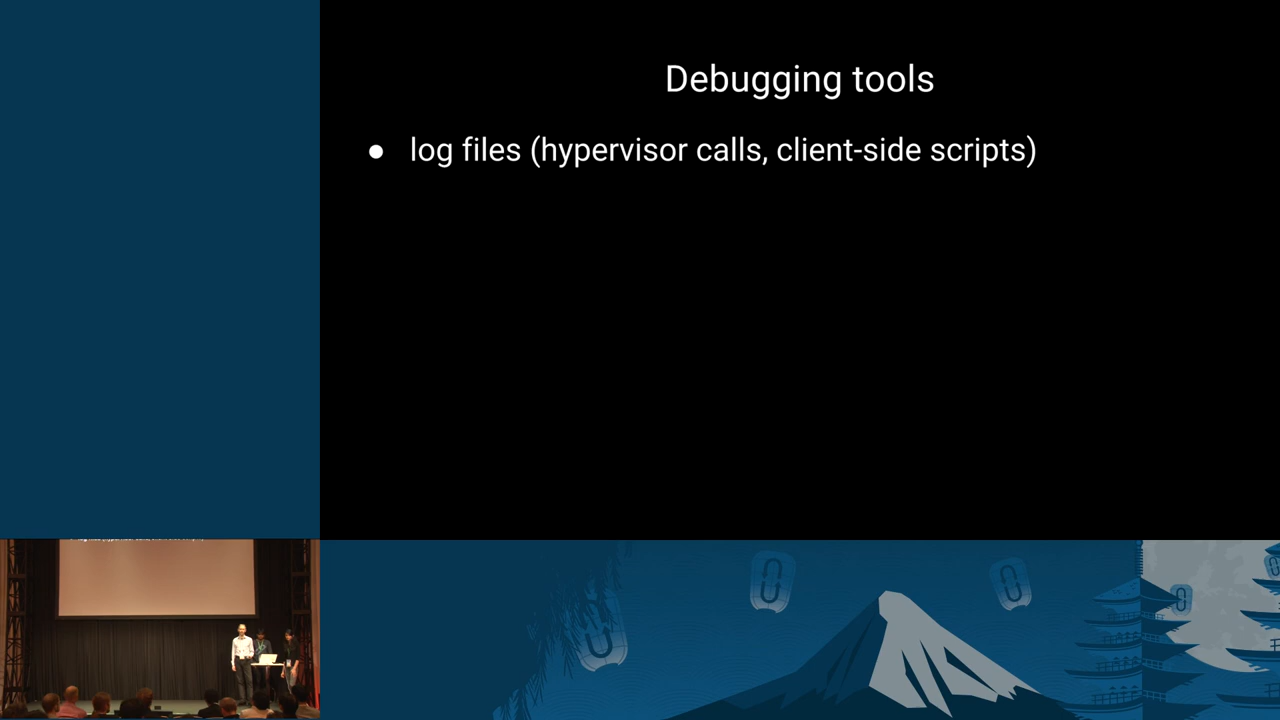 Debugging tools
● log files (hypervisor calls, client-side scripts)